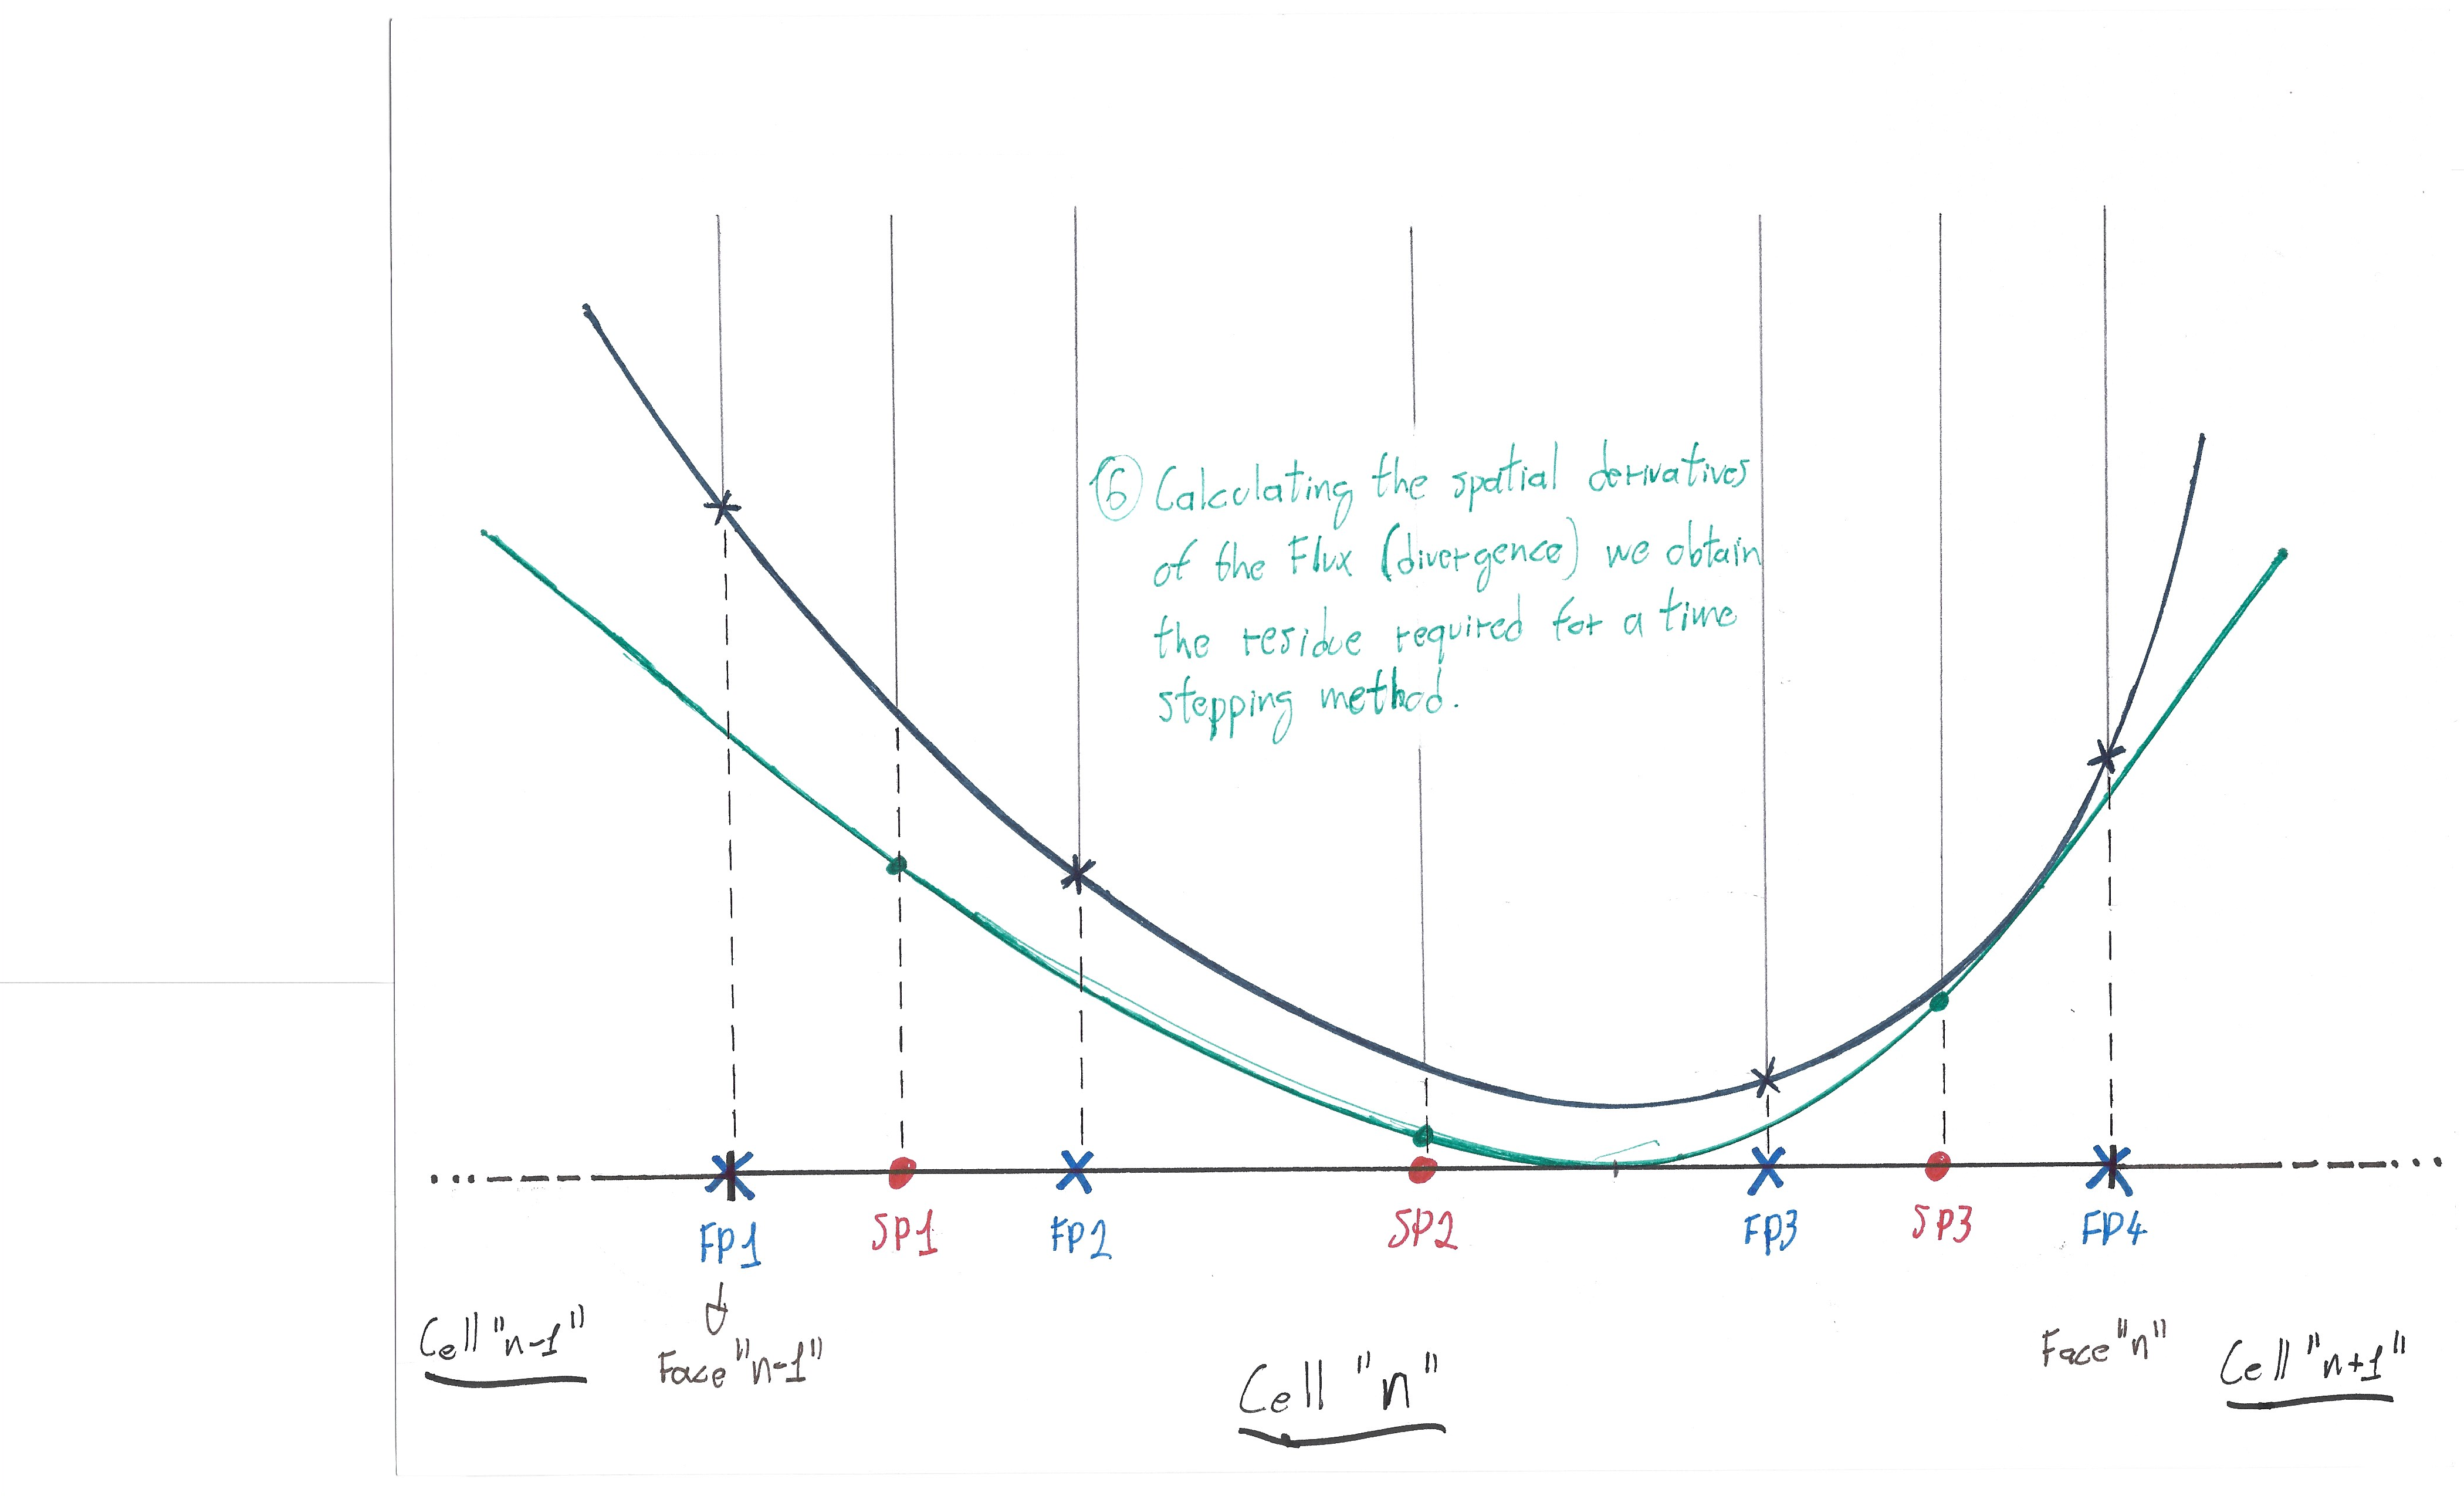 6 Calculating the spatial derivatives
of the Flux (divergence) we obtain
the residue required for a time
stepping method.
FP1 SP1 FP2 SP2 FP3 SP3 FP4
Cell "n-1" Face "n-1" Cell "n" Face "n" Cell "n+1"